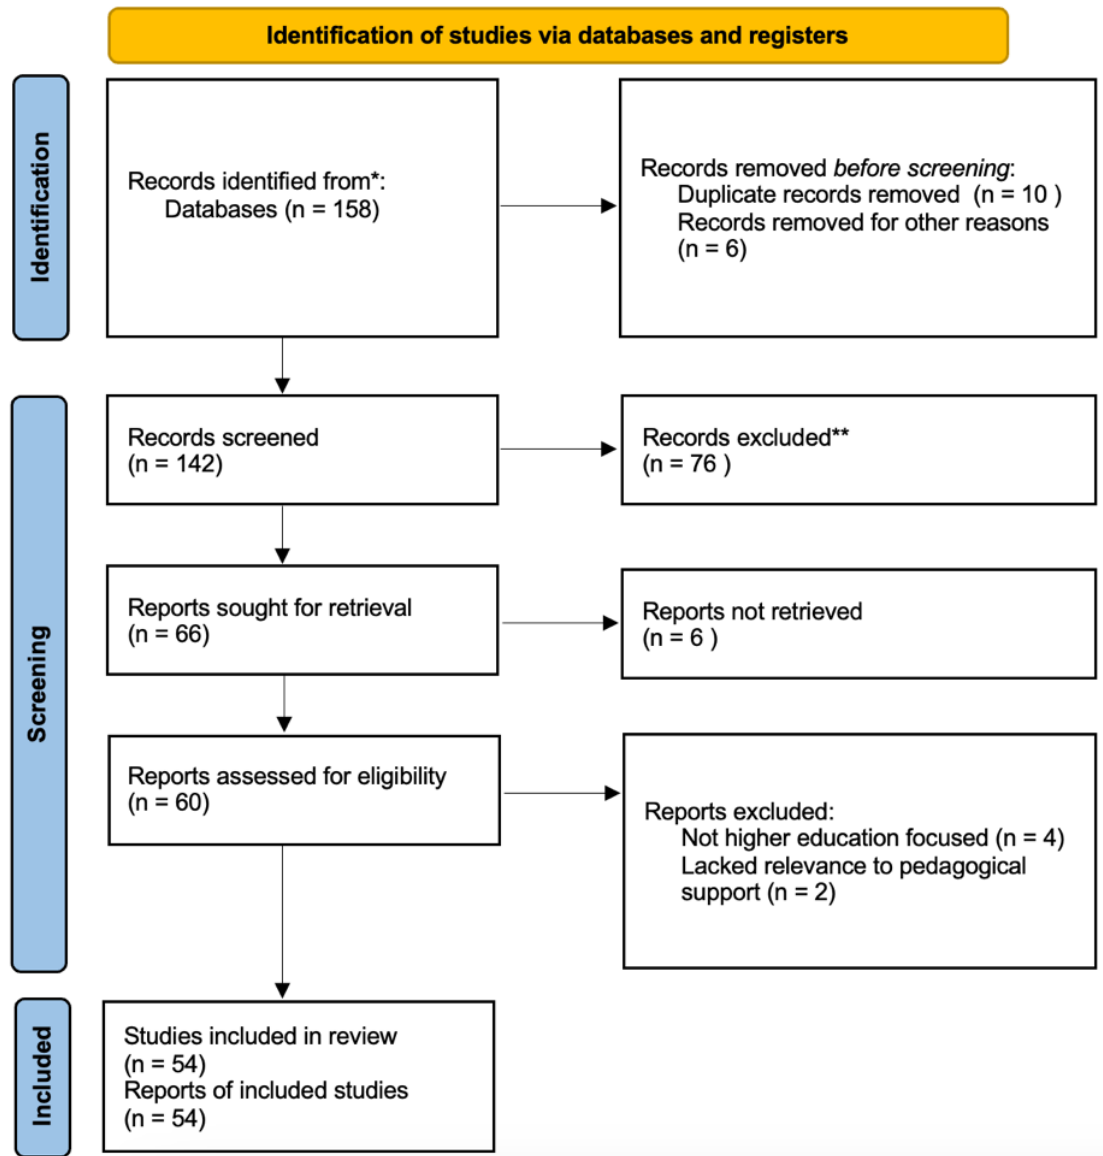 Identification of studies via databases and registers
Identification
Records identified from*:
Databases (n = 158)
Records removed before screening:
Duplicate records removed  (n = 10 )
Records removed for other reasons
(n = 6)
Screening
Records screened
(n = 142)
Records excluded**
(n = 76 )
Reports sought for retrieval
(n = 66)
Reports not retrieved
(n = 6 )
Reports assessed for eligibility
(n = 60)
Reports excluded:
Not higher education focused (n = 4)
Lacked relevance to pedagogical
support (n = 2)
Included
Studies included in review
(n = 54)
Reports of included studies
(n = 54)